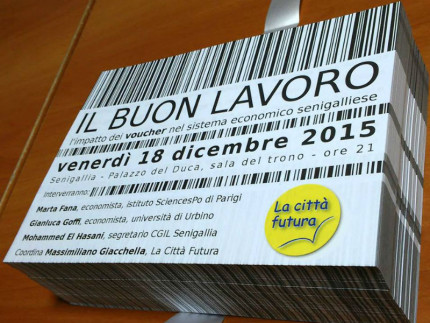 IL BUON LAVORO
l'impatto dei voucher nel sistema economico senigalliese
venerdì 18 dicembre 2015
Senigallia - Palazzo del Duca, sala del trono - ore 21
interverranno:
Marta Fana, economista, istituto SciencesPo di Parigi
Gianluca Goffi, economista, università di Urbino
Mohammed El Hasani, segretario CGIL Senigallia
Coordina Massimiliano Giacchella, La Città Futura
La città
futura